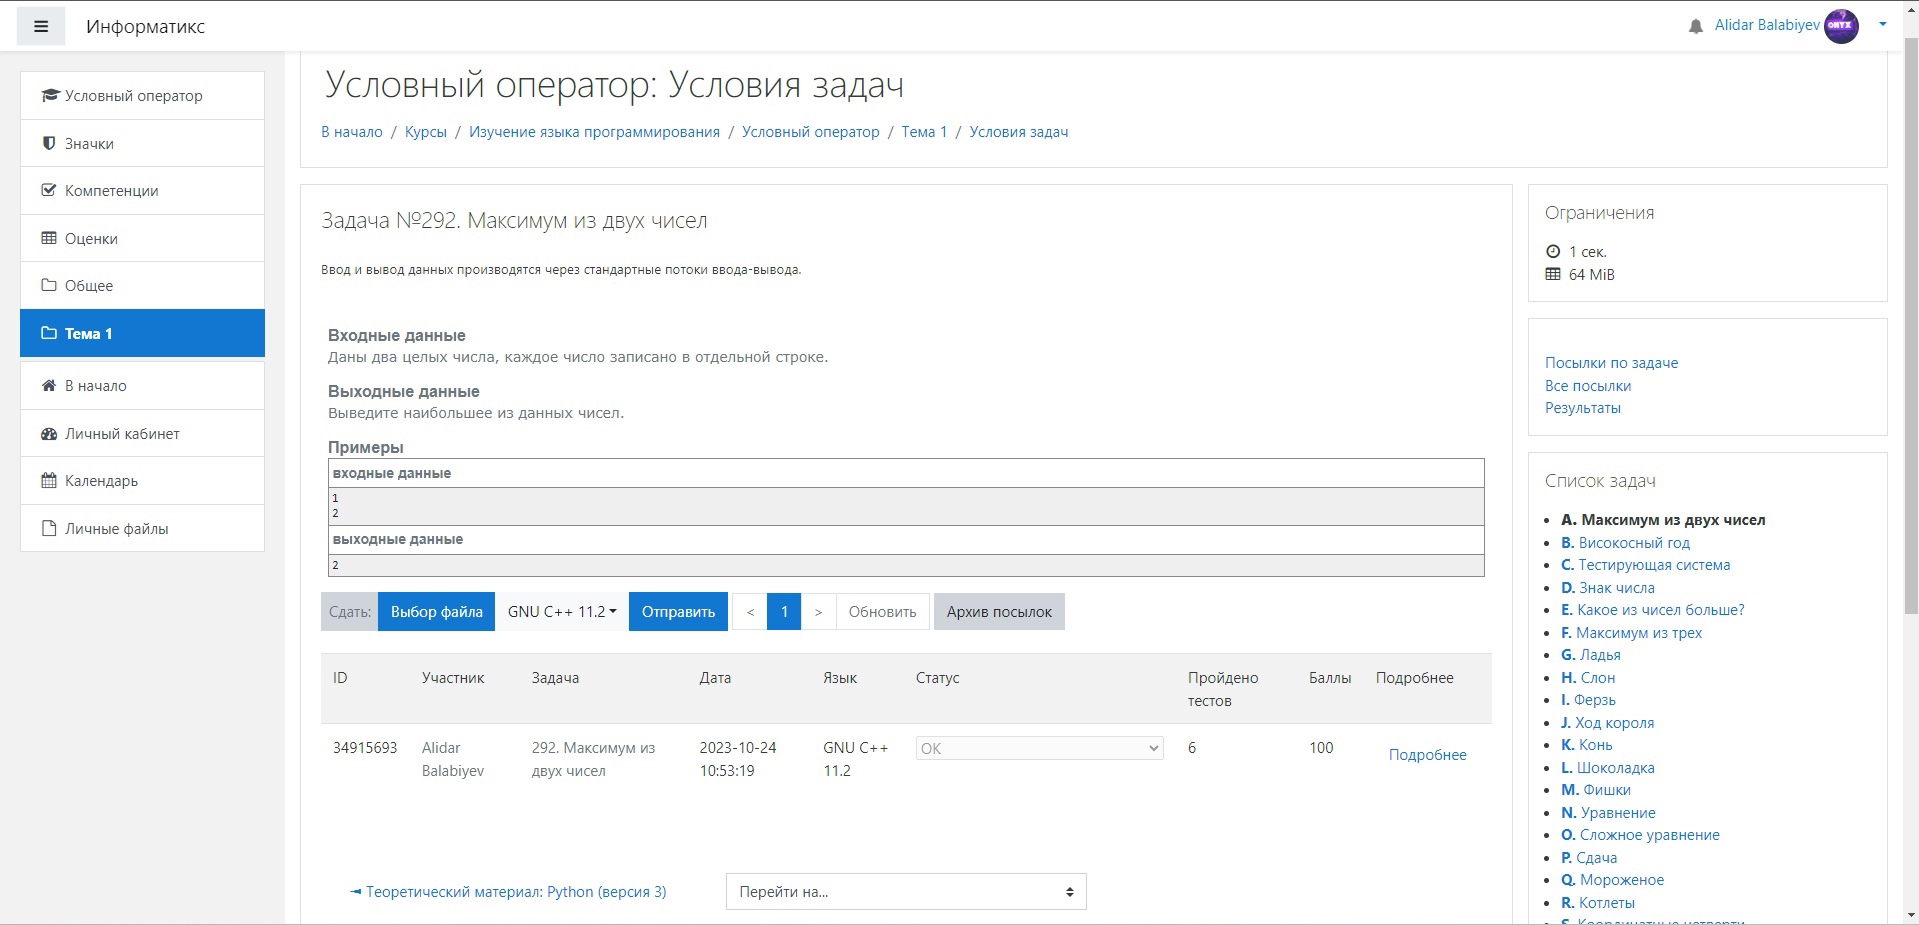 Информатикс
Alidar Balabiyev
ONYX
Условный оператор
Значки
Компетенции
Оценки
Общее
Тема 1
В начало
Личный кабинет
Календарь
Личные файлы
Условный оператор: Условия задач
В начало / Курсы / Изучение языка программирования / Условный оператор / Тема 1 / Условия задач
Задача №292. Максимум из двух чисел
Ввод и вывод данных производятся через стандартные потоки ввода-вывода.
Входные данные
Даны два целых числа, каждое число записано в отдельной строке.
Выходные данные
Выведите наибольшее из данных чисел.
Примеры
входные данные
1
2
выходные данные
2
Сдать: Выбор файла GNU C++ 11.2 Отправить < 1 > Обновить Архив посылок
ID Участник Задача Дата Язык Статус Пройдено тестов Баллы Подробнее
34915693 Alidar Balabiyev 292. Максимум из двух чисел 2023-10-24 10:53:19 GNU C++ 11.2 OK 6 100 Подробнее
◄ Теоретический материал: Python (версия 3)
Перейти на...
Ограничения
1 сек.
64 MiB
Посылки по задаче
Все посылки
Результаты
Список задач
A. Максимум из двух чисел
B. Високосный год
C. Тестирующая система
D. Знак числа
E. Какое из чисел больше?
F. Максимум из трех
G. Ладья
H. Слон
I. Ферзь
J. Ход короля
K. Конь
L. Шоколадка
M. Фишки
N. Уравнение
O. Сложное уравнение
P. Сдача
Q. Мороженое
R. Котлеты
S. Координатные четверти